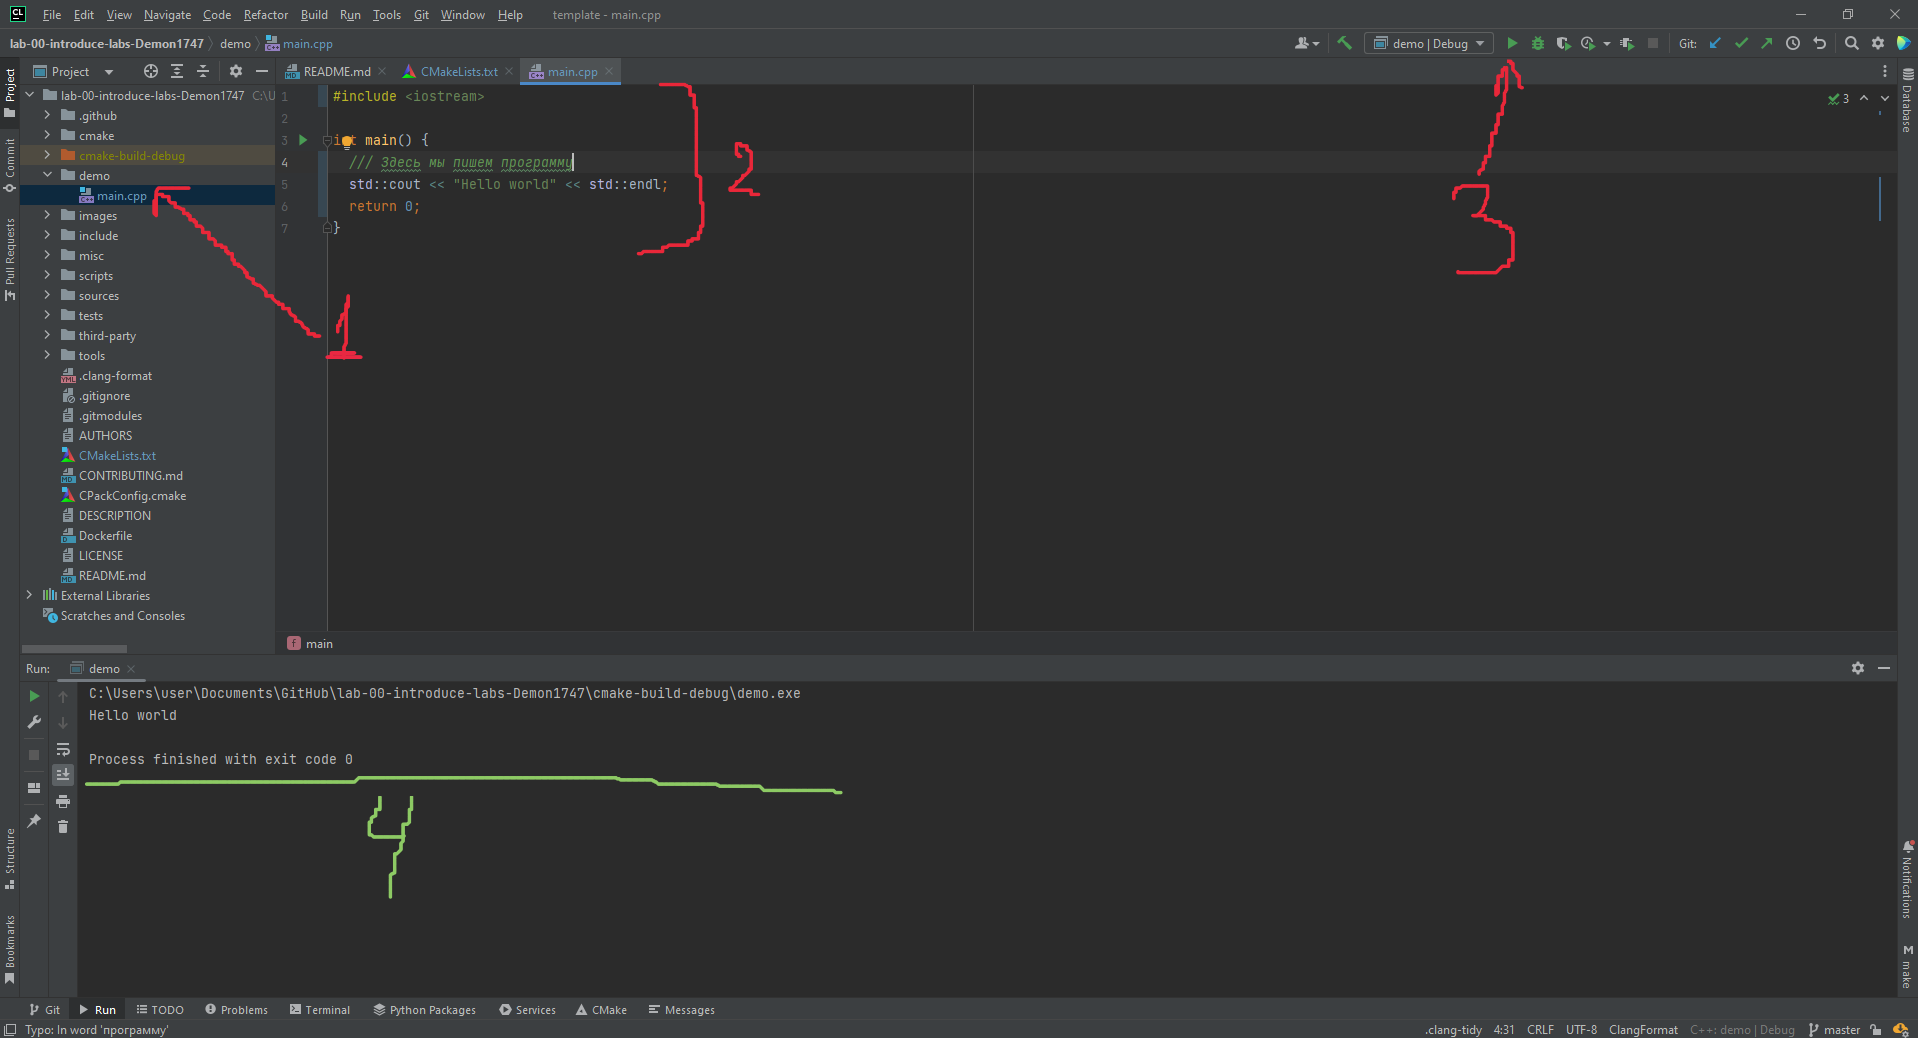 CL File Edit View Navigate Code Refactor Build Run Tools Git Window Help template - main.cpp
lab-00-introduce-labs-Demon1747 demo main.cpp demo | Debug Git:
Project
README.md CMakeLists.txt main.cpp
Project
Commit
Pull Requests
Structure
Bookmarks
lab-00-introduce-labs-Demon1747 C:\U
.github
cmake
cmake-build-debug
demo
main.cpp
images
include
misc
scripts
sources
tests
third-party
tools
.clang-format
.gitignore
.gitmodules
AUTHORS
CMakeLists.txt
CONTRIBUTING.md
CPackConfig.cmake
DESCRIPTION
Dockerfile
LICENSE
README.md
External Libraries
Scratches and Consoles
1 #include <iostream>
2
3 int main() {
4 /// Здесь мы пишем программу
5 std::cout << "Hello world" << std::endl;
6 return 0;
7 }
3
1
2
3
Database
Notifications
make
main
Run: demo
C:\Users\user\Documents\GitHub\lab-00-introduce-labs-Demon1747\cmake-build-debug\demo.exe
Hello world
Process finished with exit code 0
4
Git Run TODO Problems Terminal Python Packages Services CMake Messages
Typo: In word 'программу' .clang-tidy 4:31 CRLF UTF-8 ClangFormat C++: demo | Debug master